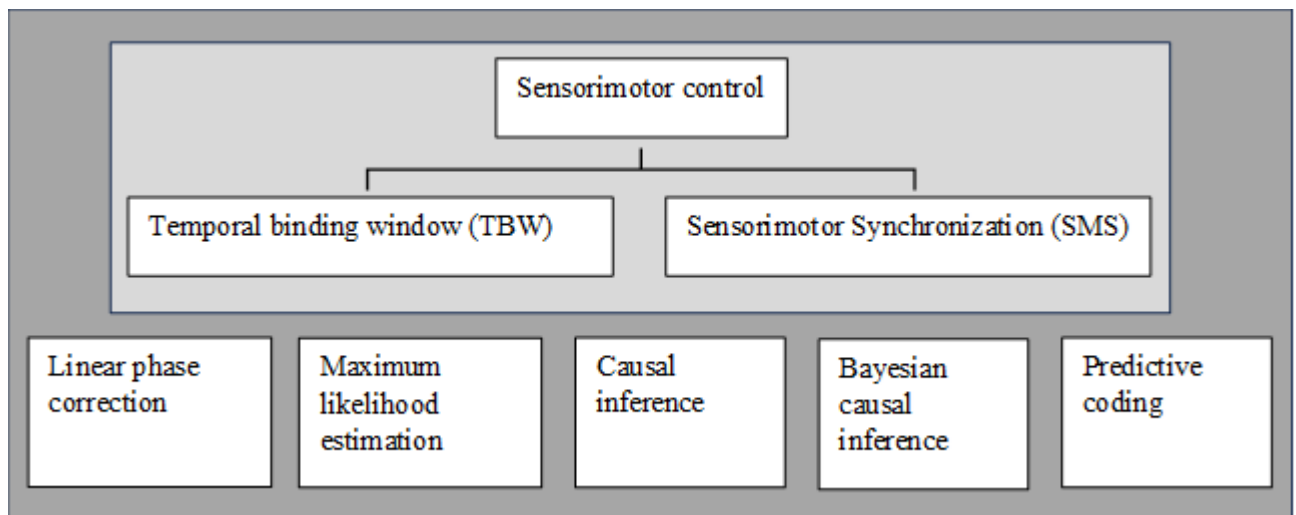 Sensorimotor control
Temporal binding window (TBW)
Sensorimotor Synchronization (SMS)
Linear phase
correction
Maximum
likelihood
estimation
Causal
inference
Bayesian
causal
inference
Predictive
coding